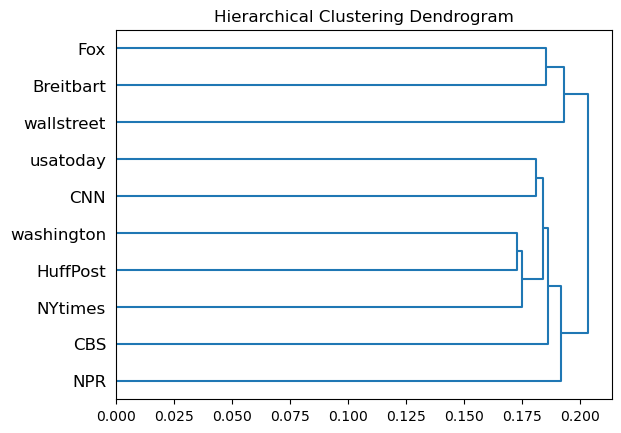 Hierarchical Clustering Dendrogram
Fox
Breitbart
wallstreet
usatoday
CNN
washington
HuffPost
NYtimes
CBS
NPR
0.000 0.025 0.050 0.075 0.100 0.125 0.150 0.175 0.200